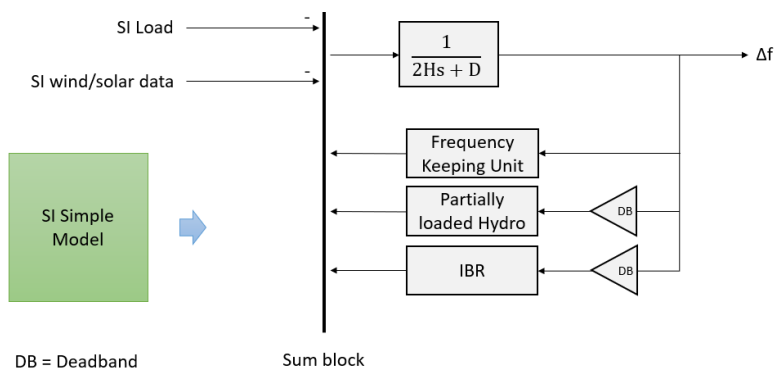 SI Load
-
SI wind/solar data
-
1
2Hs + D
Δf
Frequency
Keeping Unit
Partially
loaded Hydro
DB
IBR
DB
SI Simple
Model
DB = Deadband
Sum block